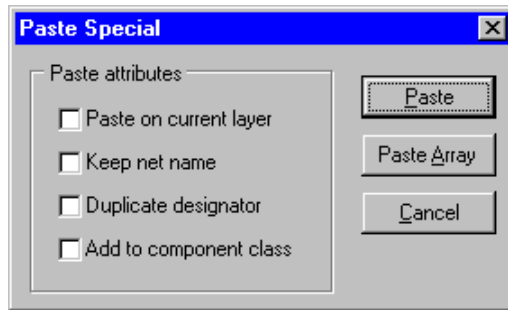 Paste Special
Paste attributes
Paste on current layer
Keep net name
Duplicate designator
Add to component class
Paste
Paste Array
Cancel